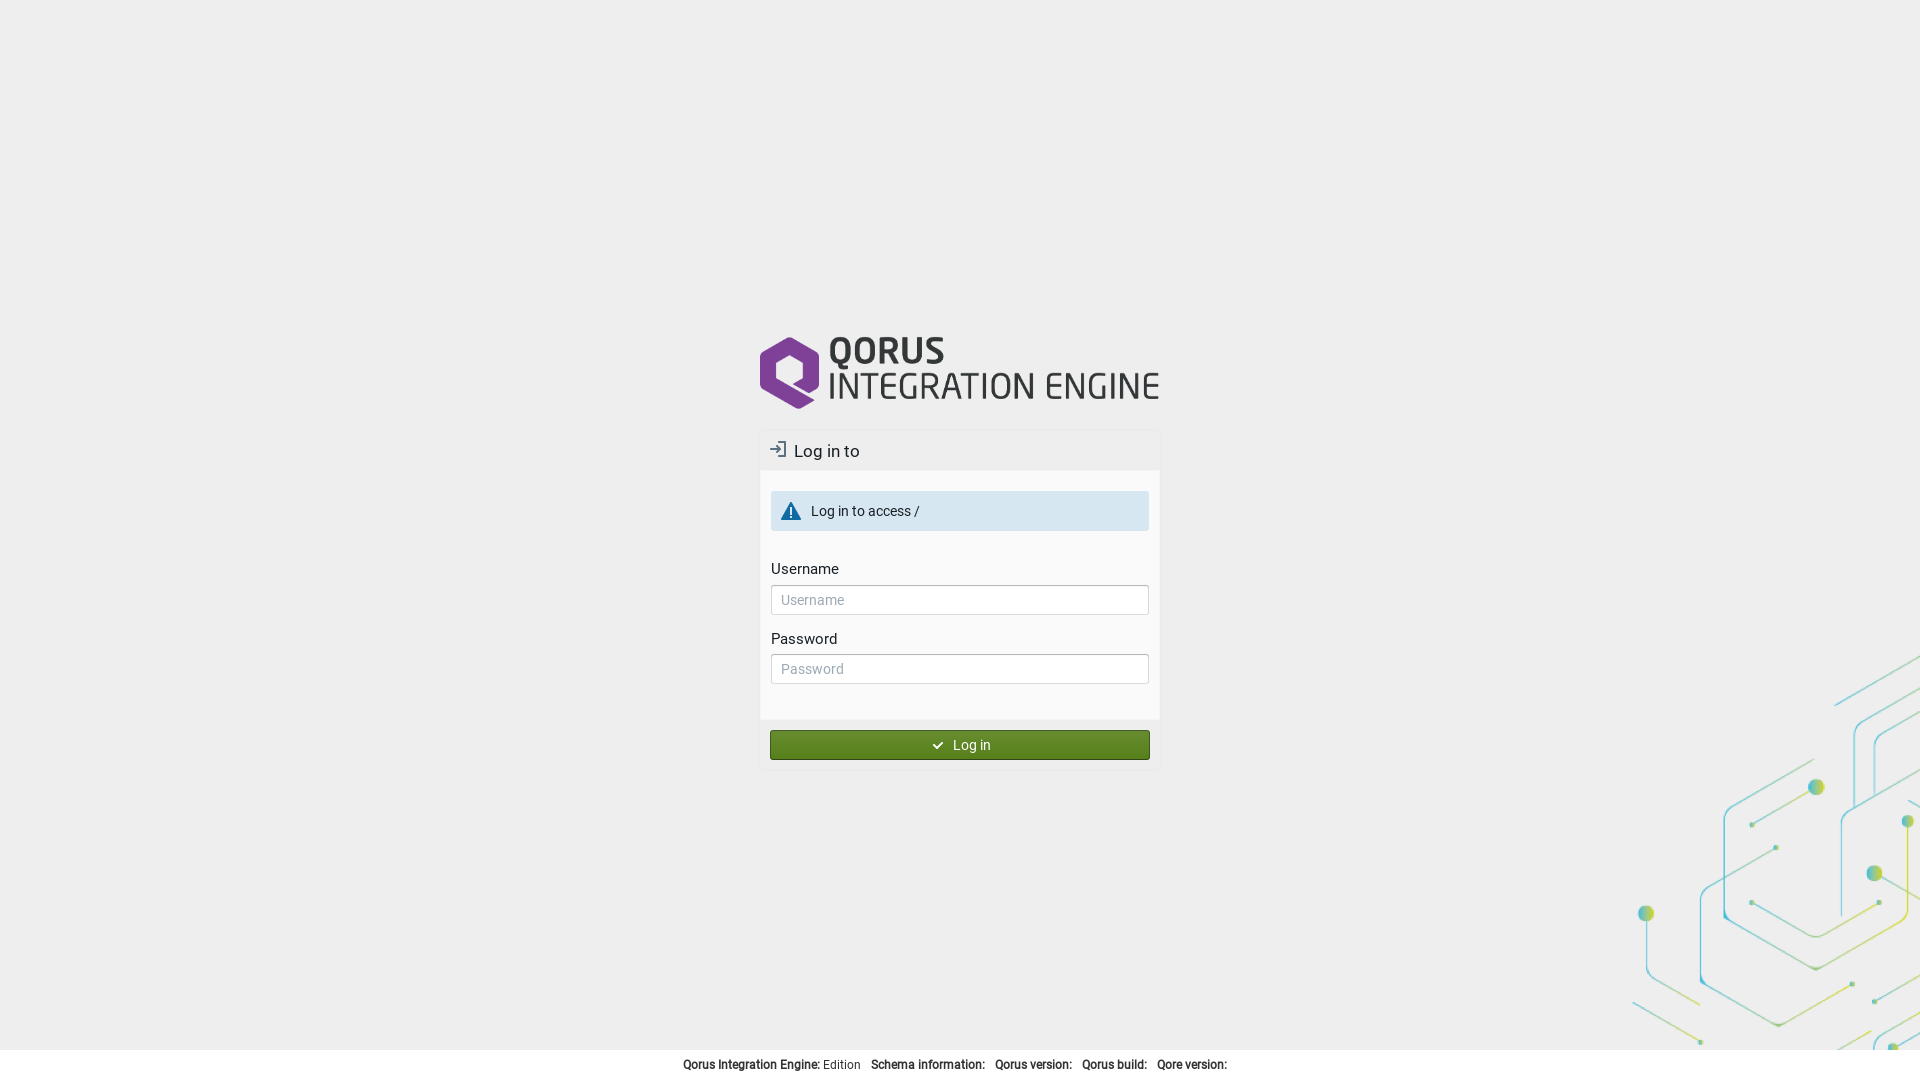 QORUS
INTEGRATION ENGINE
Log in to
Log in to access /
Username
Username
Password
Password
Log in
Qorus Integration Engine: Edition Schema information: Qorus version: Qorus build: Qore version: